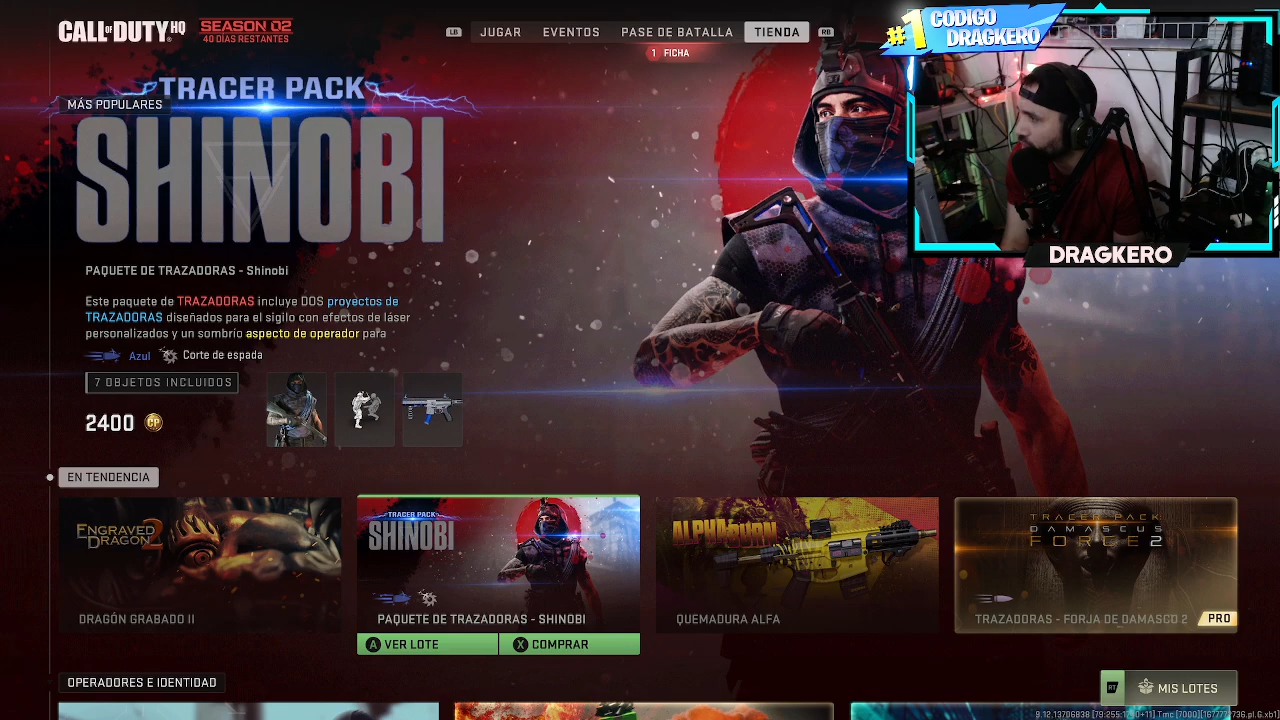 CALL OF DUTY HQ
SEASON 02
40 DÍAS RESTANTES
LB JUGAR EVENTOS PASE DE BATALLA TIENDA RB
1 FICHA
#1 CODIGO DRAGKERO
DRAGKERO
TRACER PACK
MÁS POPULARES
SHINOBI
PAQUETE DE TRAZADORAS - Shinobi
Este paquete de TRAZADORAS incluye DOS proyectos de
TRAZADORAS diseñados para el sigilo con efectos de láser
personalizados y un sombrío aspecto de operador para
Azul Corte de espada
7 OBJETOS INCLUIDOS
2400 CP
EN TENDENCIA
ENGRAVED DRAGON 2
DRAGÓN GRABADO II
TRACER PACK
SHINOBI
PAQUETE DE TRAZADORAS - SHINOBI
A VER LOTE X COMPRAR
ALPHA BURN
QUEMADURA ALFA
TRACER PACK
DAMASCUS
FORCE 2
TRAZADORAS - FORJA DE DAMASCO 2
PRO
OPERADORES E IDENTIDAD
RT MIS LOTES